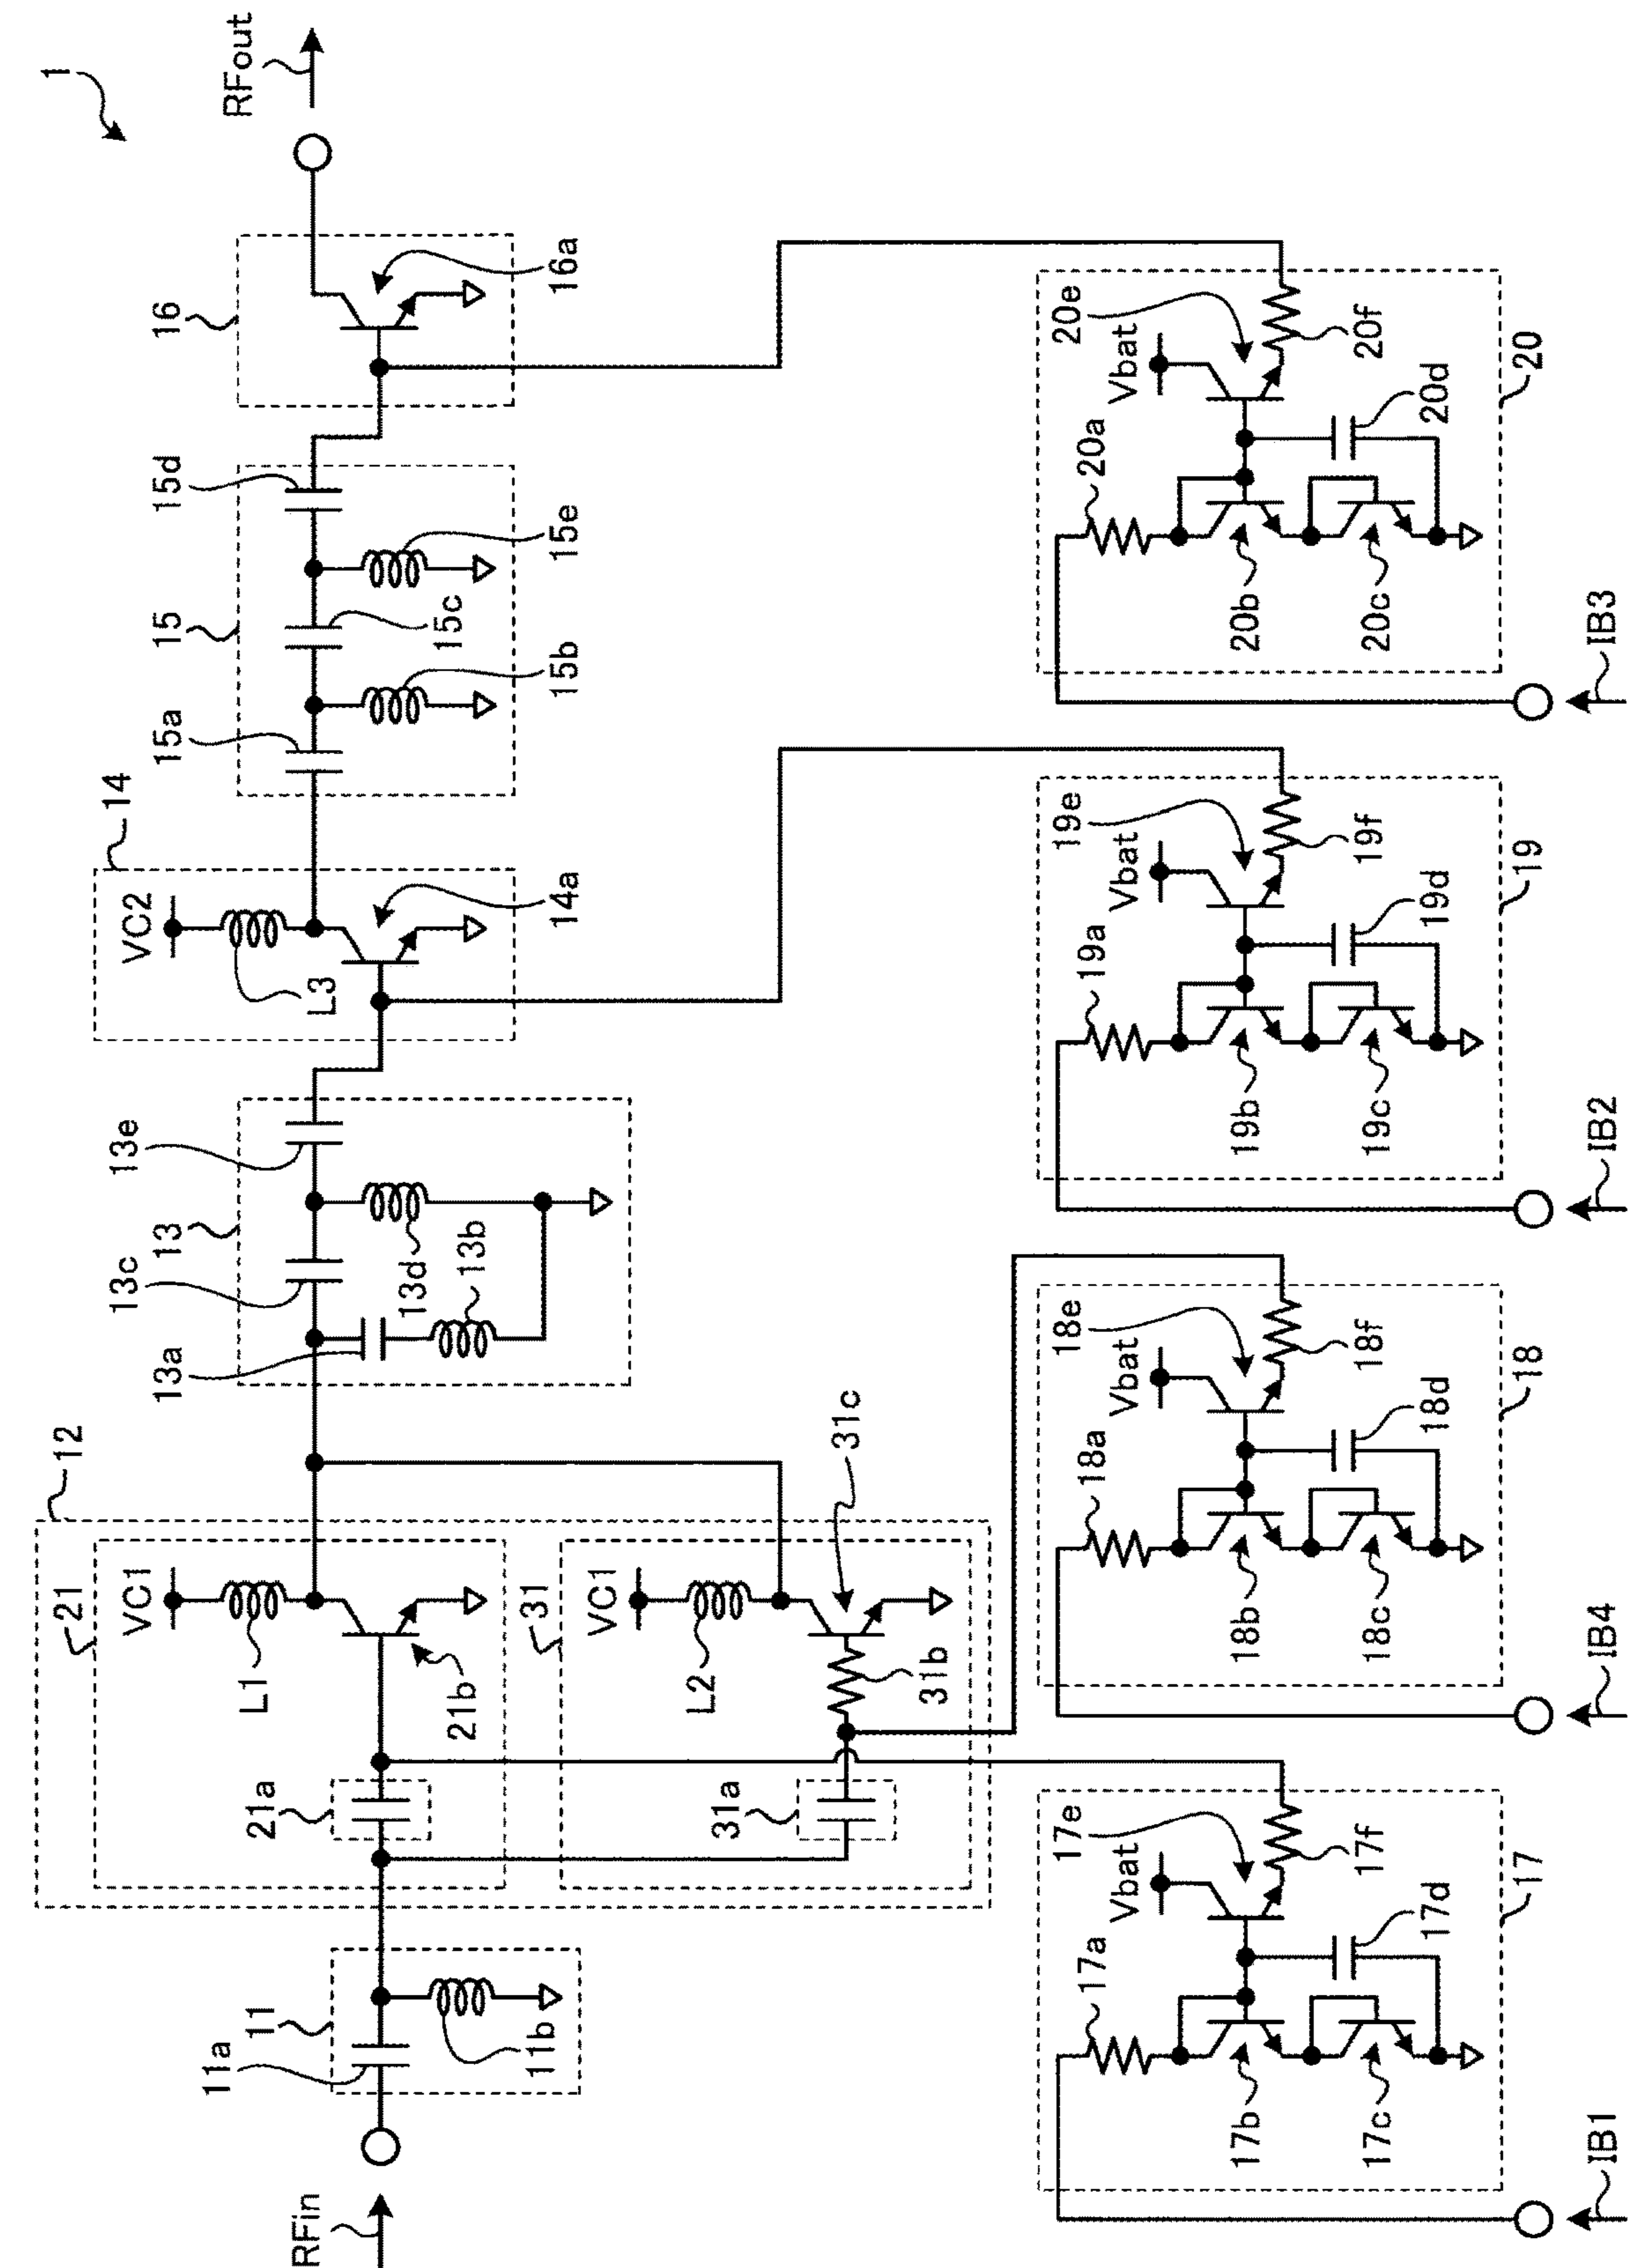 1
RFout
16
16a
15d
15e
15
15c
15b
15a
14
VC2
14a
L3
13e
13
13c
13d
13b
13a
12
31c
21
VC1
L1
21b
21a
31
VC1
L2
31b
31a
11
11a
11b
RFin
20e
Vbat
20a
20f
20d
20
20b
20c
IB3
19e
Vbat
19a
19f
19d
19
19b
19c
IB2
18e
Vbat
18a
18f
18d
18
18b
18c
IB4
17e
Vbat
17a
17f
17d
17
17b
17c
IB1